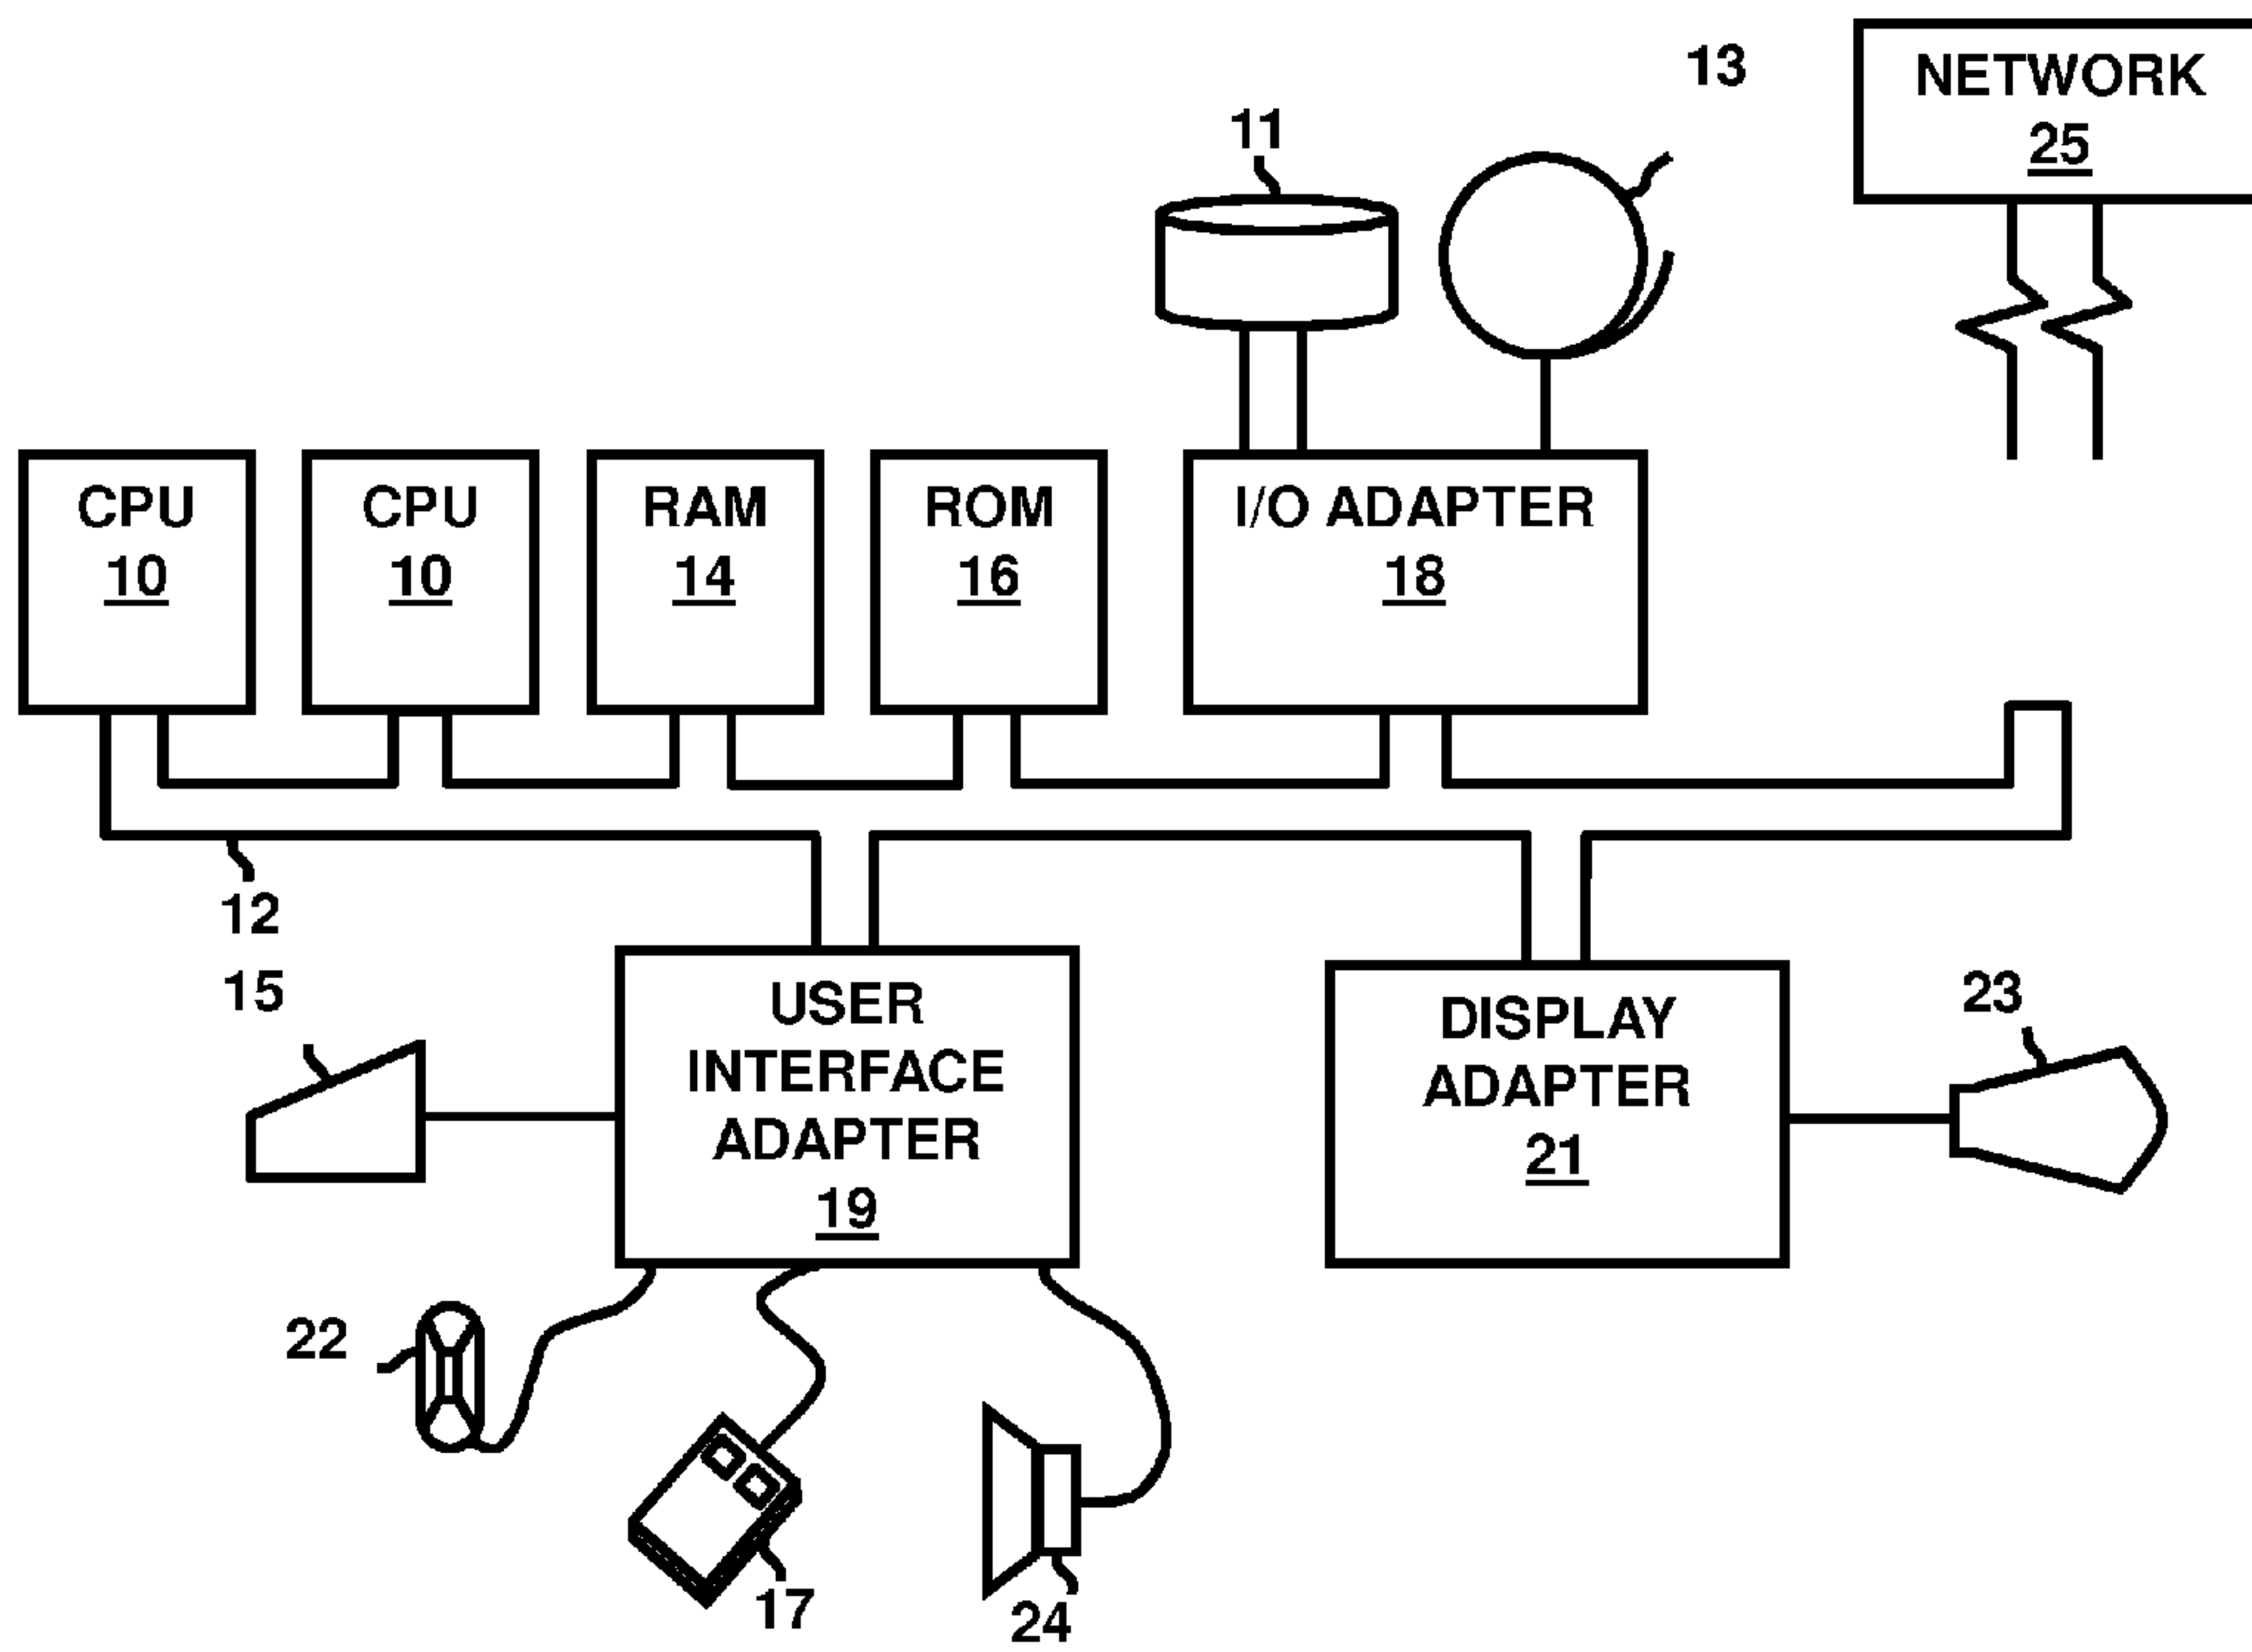 13
NETWORK
25
11
CPU
10
CPU
10
RAM
14
ROM
16
I/O ADAPTER
18
12
15
USER
INTERFACE
ADAPTER
19
DISPLAY
ADAPTER
21
23
22
17
24